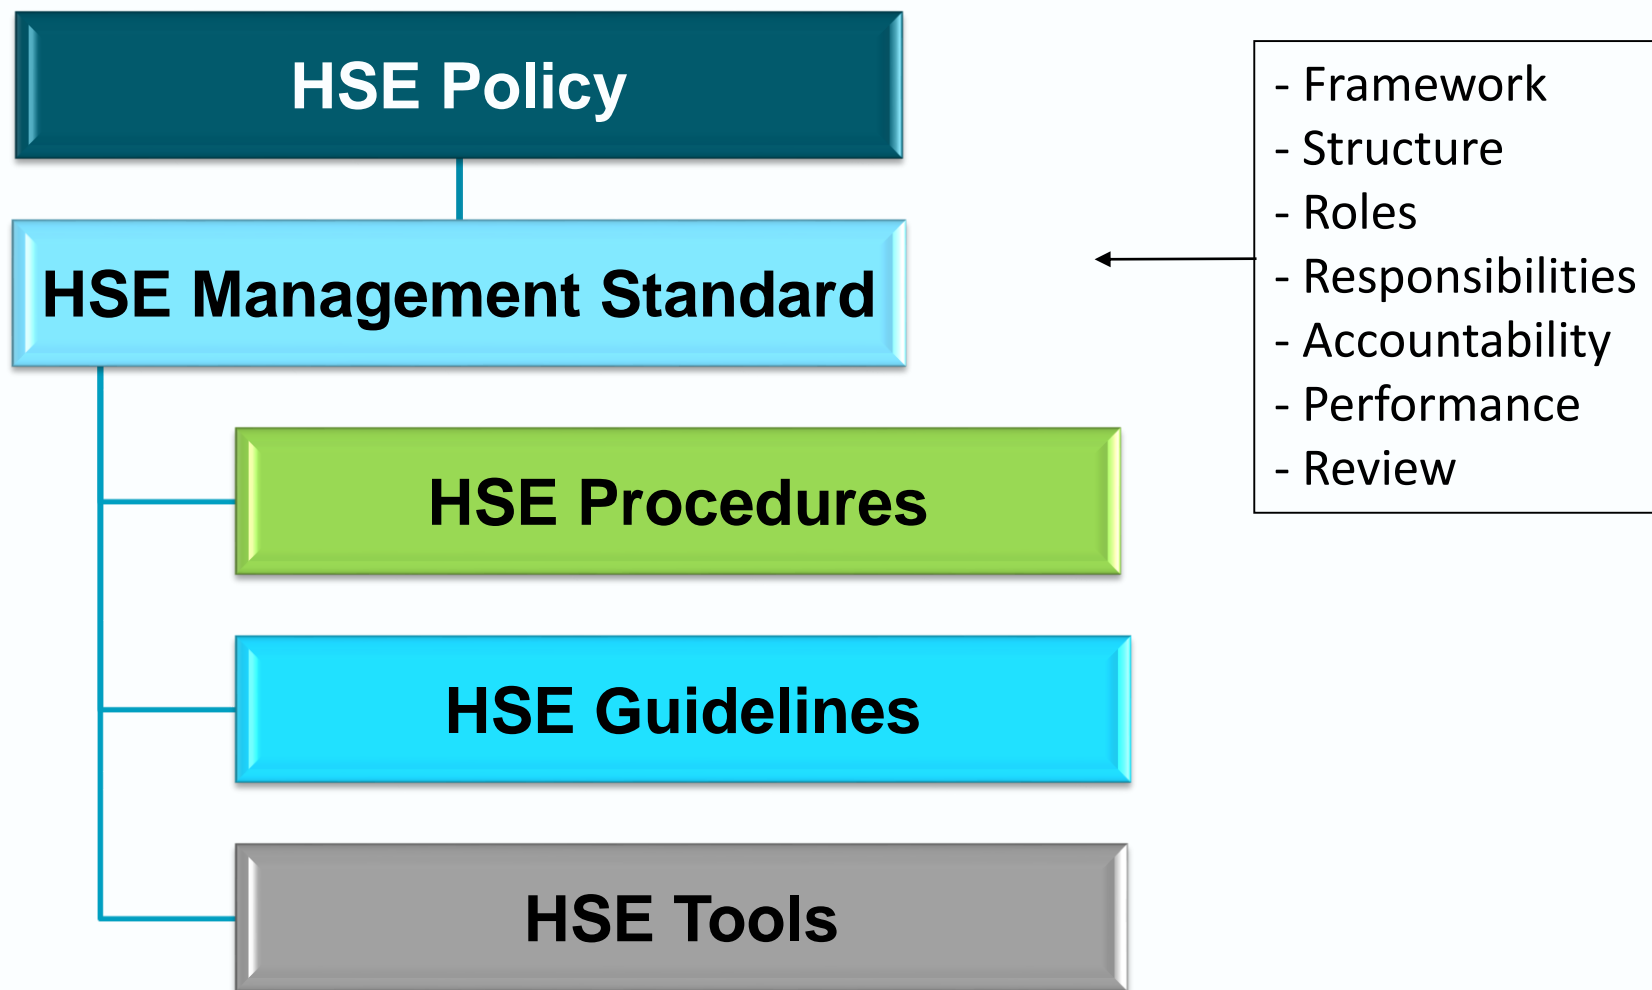 HSE Policy
HSE Management Standard
HSE Procedures
HSE Guidelines
HSE Tools
- Framework
- Structure
- Roles
- Responsibilities
- Accountability
- Performance
- Review